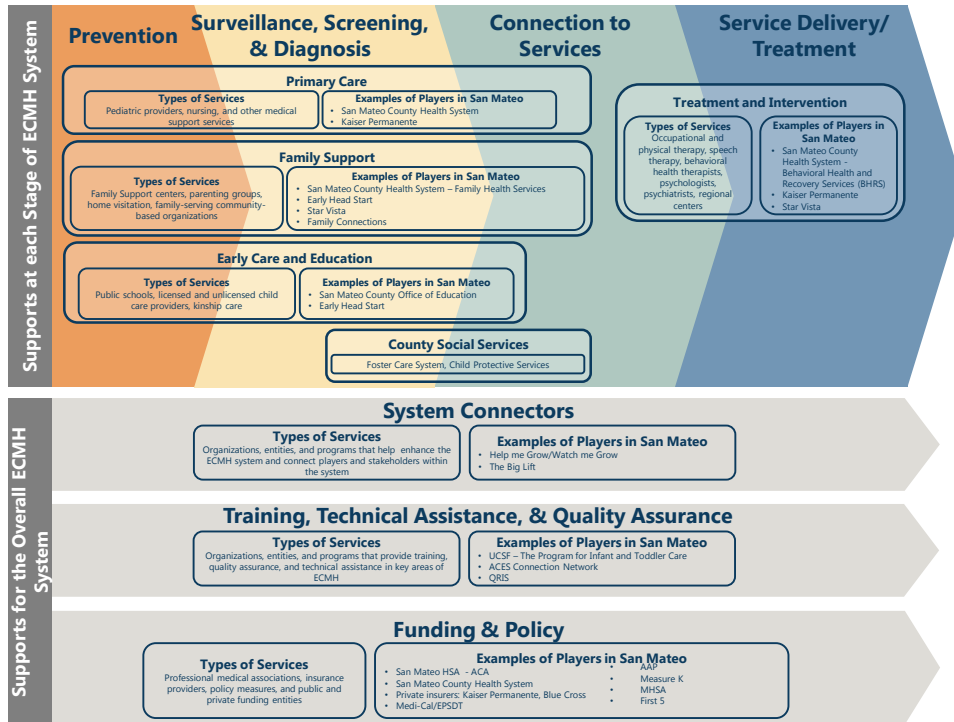 Supports at each Stage of ECMH System
Prevention
Surveillance, Screening,
& Diagnosis
Connection to
Services
Service Delivery/
Treatment
Primary Care
Types of Services
Pediatric providers, nursing, and other medical
support services
Examples of Players in San Mateo
• San Mateo County Health System
• Kaiser Permanente
Family Support
Types of Services
Family Support centers, parenting groups,
home visitation, family-serving community-
based organizations
Examples of Players in San Mateo
• San Mateo County Health System – Family Health Services
• Early Head Start
• Star Vista
• Family Connections
Early Care and Education
Types of Services
Public schools, licensed and unlicensed child
care providers, kinship care
Examples of Players in San Mateo
• San Mateo County Office of Education
• Early Head Start
County Social Services
Foster Care System, Child Protective Services
Treatment and Intervention
Types of Services
Occupational and
physical therapy, speech
therapy, behavioral
health therapists,
psychologists,
psychiatrists, regional
centers
Examples of Players in
San Mateo
• San Mateo County
Health System -
Behavioral Health and
Recovery Services (BHRS)
• Kaiser Permanente
• Star Vista
Supports for the Overall ECMH
System
System Connectors
Types of Services
Organizations, entities, and programs that help enhance the
ECMH system and connect players and stakeholders within
the system
Examples of Players in San Mateo
• Help me Grow/Watch me Grow
• The Big Lift
Training, Technical Assistance, & Quality Assurance
Types of Services
Organizations, entities, and programs that provide training,
quality assurance, and technical assistance in key areas of
ECMH
Examples of Players in San Mateo
• UCSF – The Program for Infant and Toddler Care
• ACES Connection Network
• QRIS
Funding & Policy
Types of Services
Professional medical associations, insurance
providers, policy measures, and public and
private funding entities
Examples of Players in San Mateo
• San Mateo HSA - ACA
• San Mateo County Health System
• Private insurers: Kaiser Permanente, Blue Cross
• Medi-Cal/EPSDT
• AAP
• Measure K
• MHSA
• First 5